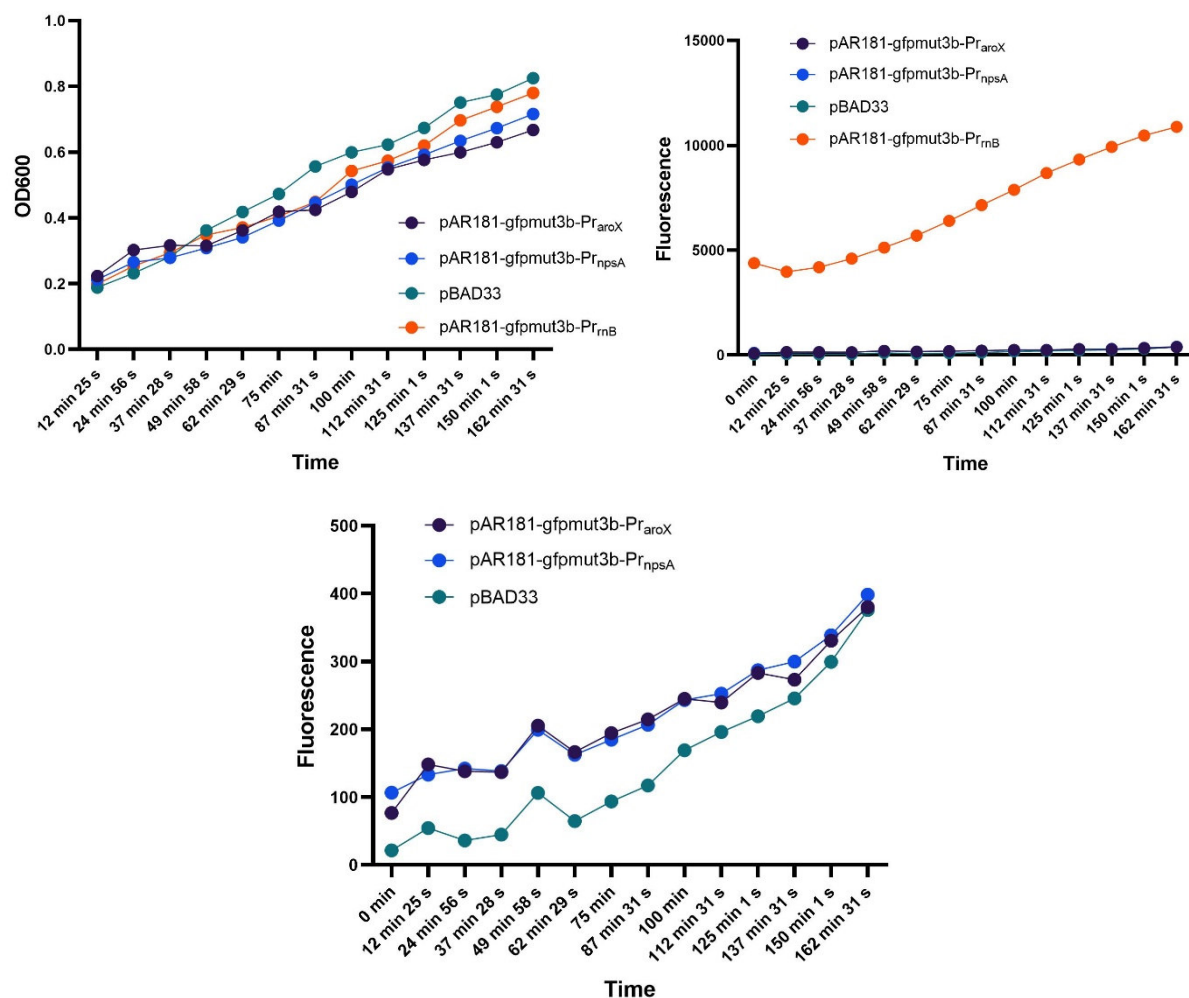 1.0
0.8
0.6
0.4
0.2
0.0
OD600
pAR181-gfpmut3b-PraroX
pAR181-gfpmut3b-PrnpsA
pBAD33
pAR181-gfpmut3b-PrrnB
12 min 25 s
24 min 56 s
37 min 28 s
49 min 58 s
62 min 29 s
75 min
87 min 31 s
100 min
112 min 31 s
125 min 1 s
137 min 31 s
150 min 1 s
162 min 31 s
Time
15000
10000
5000
0
Fluorescence
pAR181-gfpmut3b-PraroX
pAR181-gfpmut3b-PrnpsA
pBAD33
pAR181-gfpmut3b-PrrnB
0 min
12 min 25 s
24 min 56 s
37 min 28 s
49 min 58 s
62 min 29 s
75 min
87 min 31 s
100 min
112 min 31 s
125 min 1 s
137 min 31 s
150 min 1 s
162 min 31 s
Time
500
400
300
200
100
0
Fluorescence
pAR181-gfpmut3b-PraroX
pAR181-gfpmut3b-PrnpsA
pBAD33
0 min
12 min 25 s
24 min 56 s
37 min 28 s
49 min 58 s
62 min 29 s
75 min
87 min 31 s
100 min
112 min 31 s
125 min 1 s
137 min 31 s
150 min 1 s
162 min 31 s
Time